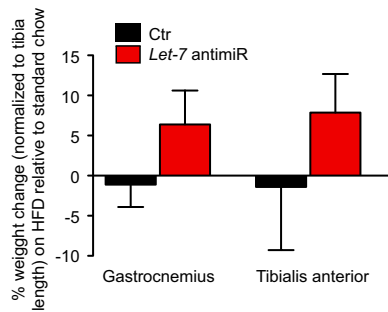 Ctr
Let-7 antimiR
% weigght change (normalized to tibia
length) on HFD relative to standard chow
15
10
5
0
-5
-10
Gastrocnemius
Tibialis anterior